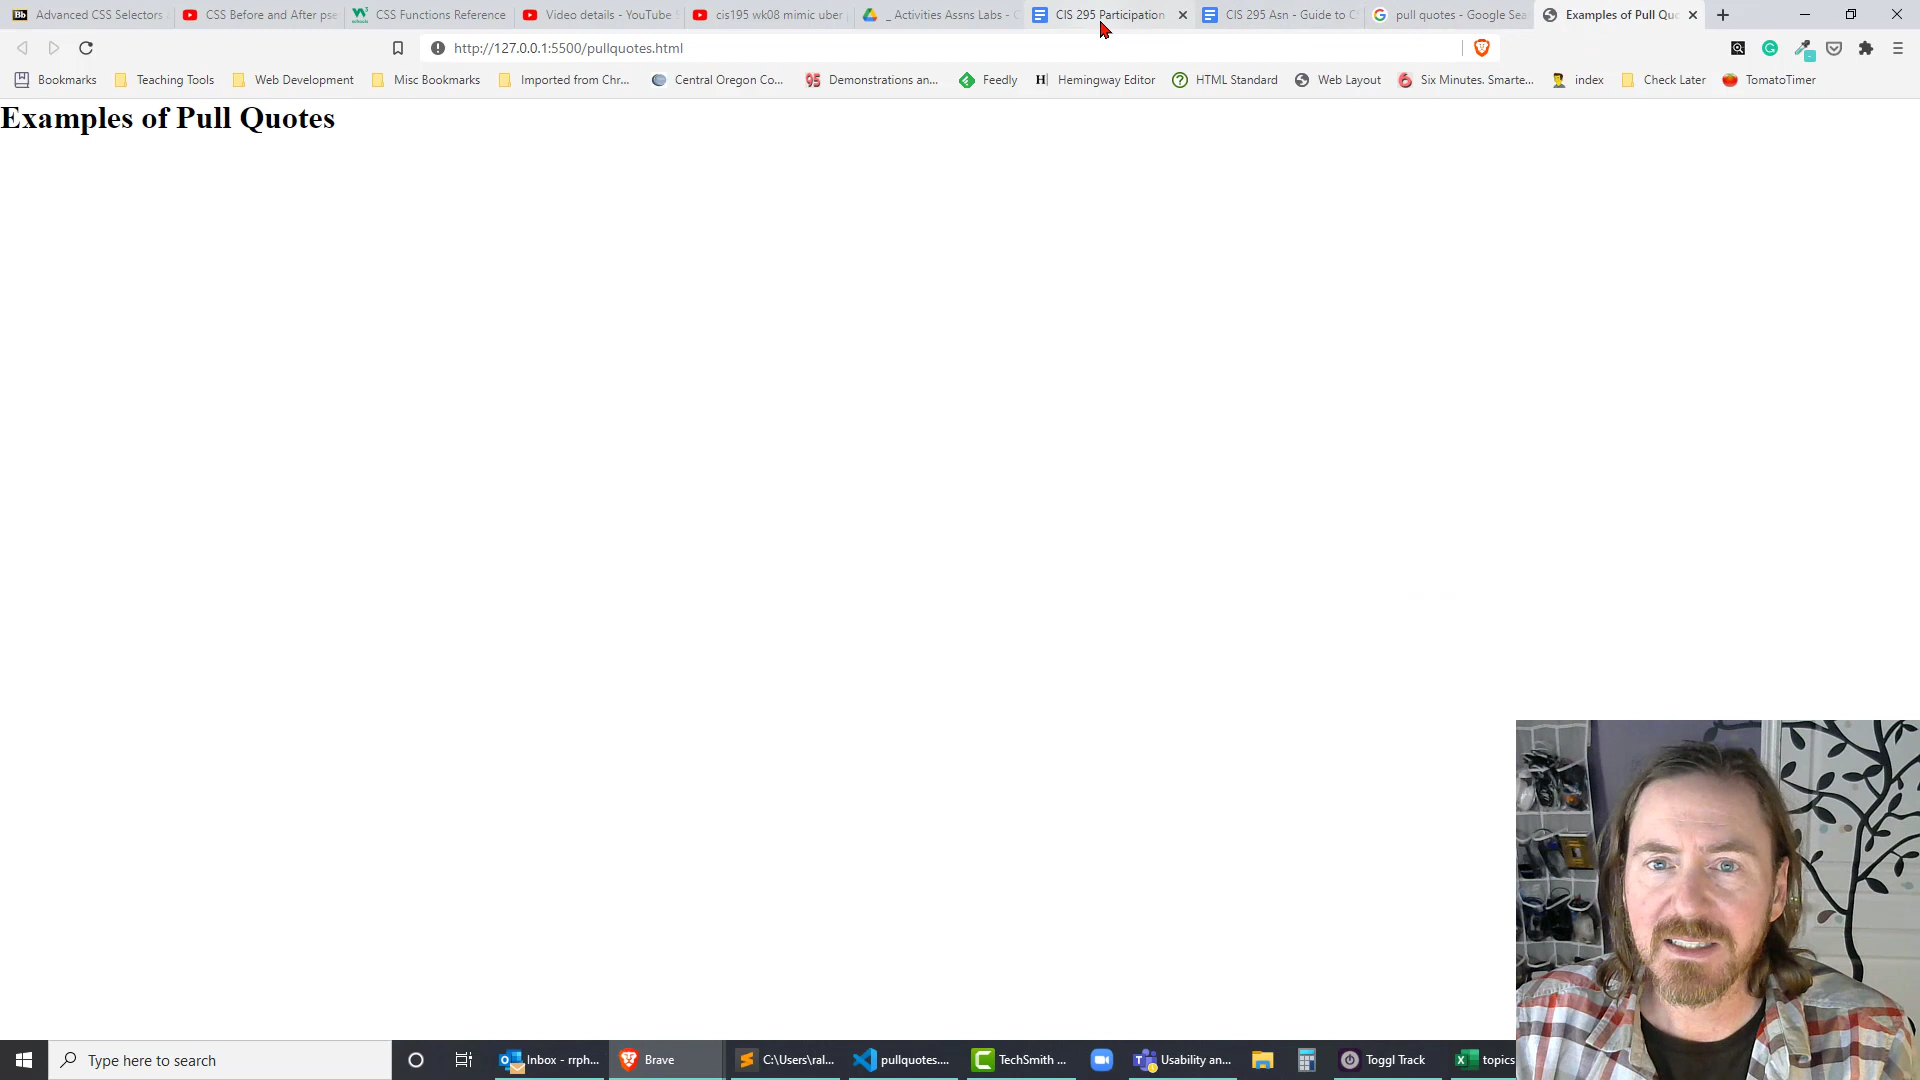 Bb Advanced CSS Selectors
CSS Before and After pse
CSS Functions Reference
Video details - YouTube S
cis195 wk08 mimic uber
_ Activities Assns Labs - C
CIS 295 Participation
CIS 295 Asn - Guide to C
pull quotes - Google Sea
Examples of Pull Quo
http://127.0.0.1:5500/pullquotes.html
Bookmarks
Teaching Tools
Web Development
Misc Bookmarks
Imported from Chr...
Central Oregon Co...
95 Demonstrations an...
Feedly
H Hemingway Editor
HTML Standard
Web Layout
Six Minutes. Smarte...
index
Check Later
TomatoTimer
Examples of Pull Quotes
Type here to search
Inbox - rrph...
Brave
C:\Users\ral...
pullquotes....
TechSmith ...
Usability an...
Toggl Track
topics